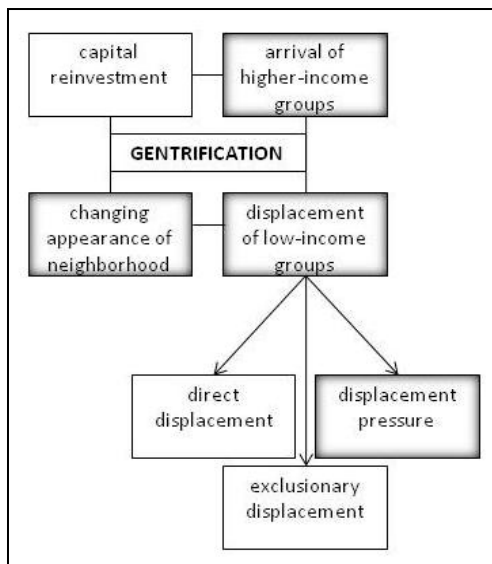 capital
reinvestment
arrival of
higher-income
groups
GENTRIFICATION
changing
appearance of
neighborhood
displacement
of low-income
groups
direct
displacement
displacement
pressure
exclusionary
displacement